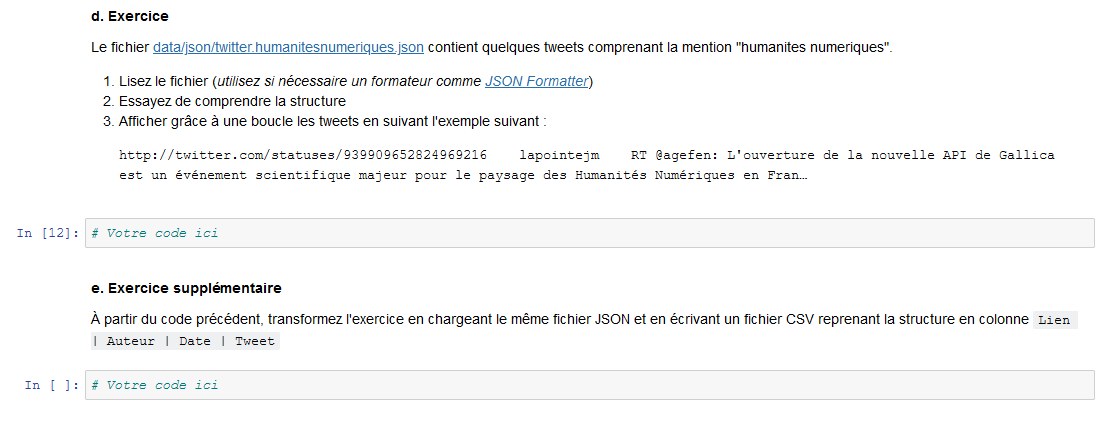 d. Exercice
Le fichier data/json/twitter.humanitesnumeriques.json contient quelques tweets comprenant la mention "humanites numeriques".
1. Lisez le fichier (utilisez si nécessaire un formateur comme JSON Formatter)
2. Essayez de comprendre la structure
3. Afficher grâce à une boucle les tweets en suivant l'exemple suivant :
http://twitter.com/statuses/939909652824969216    lapointejm    RT @agefen: L'ouverture de la nouvelle API de Gallica
est un événement scientifique majeur pour le paysage des Humanités Numériques en Fran…
In [12]: # Votre code ici
e. Exercice supplémentaire
À partir du code précédent, transformez l'exercice en chargeant le même fichier JSON et en écrivant un fichier CSV reprenant la structure en colonne Lien
| Auteur | Date | Tweet
In [ ]: # Votre code ici